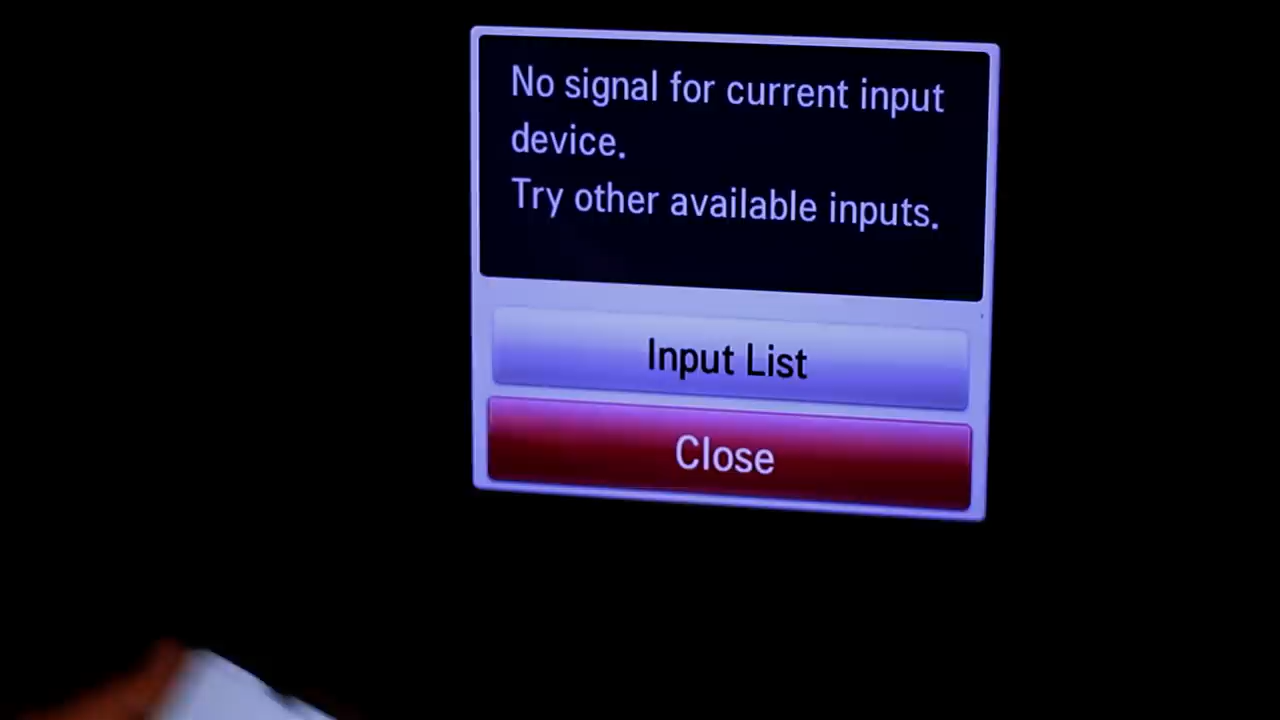 No signal for current input
device.
Try other available inputs.
Input List
Close